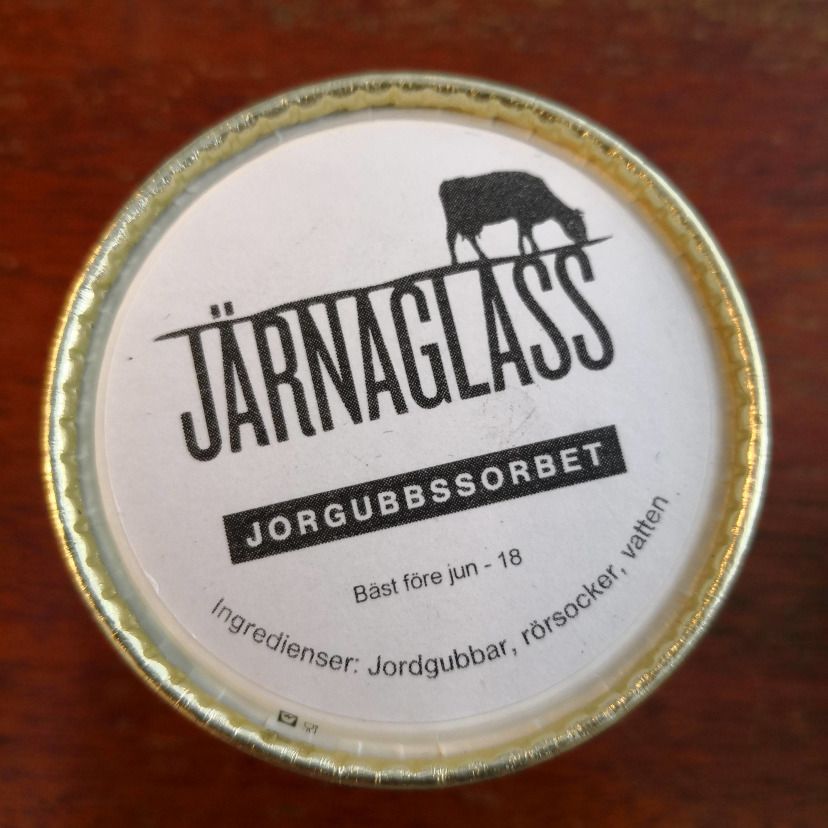 JÄRNAGLASS
JORGUBBSSORBET
Bäst före jun - 18
Ingredienser: Jordgubbar, rörsocker, vatten